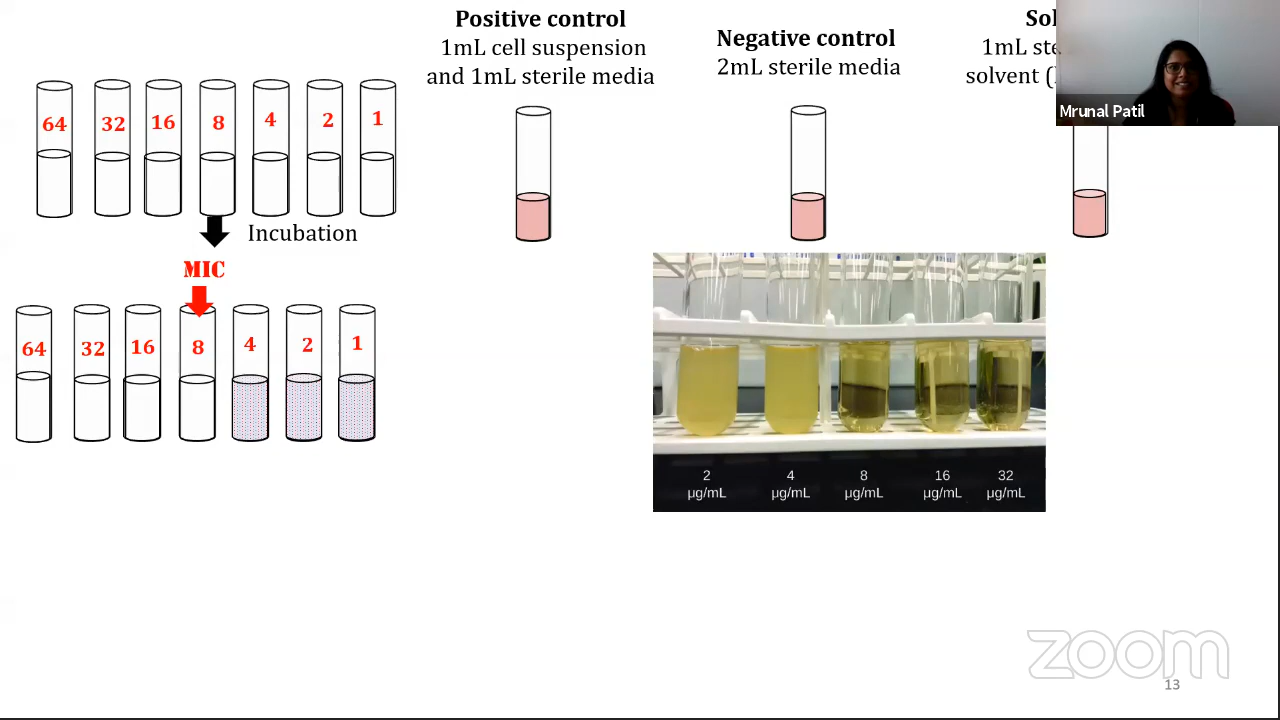 Positive control
1mL cell suspension
and 1mL sterile media
Negative control
2mL sterile media
1mL
solvent
Mrunal Patil
64 32 16 8 4 2 1
Incubation
MIC
64 32 16 8 4 2 1
2 4 8 16 32
µg/mL µg/mL µg/mL µg/mL µg/mL
zoom
13